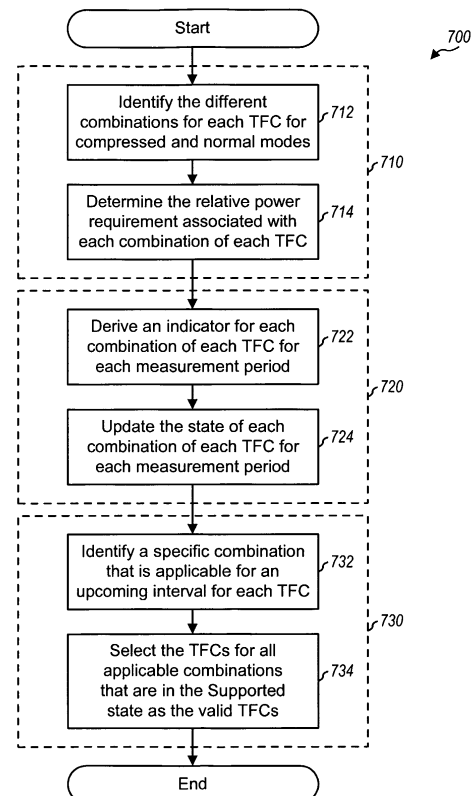 Start
700
Identify the different
combinations for each TFC for
compressed and normal modes
712
710
Determine the relative power
requirement associated with
each combination of each TFC
714
Derive an indicator for each
combination of each TFC for
each measurement period
722
720
Update the state of each
combination of each TFC for
each measurement period
724
Identify a specific combination
that is applicable for an
upcoming interval for each TFC
732
730
Select the TFCs for all
applicable combinations
that are in the Supported
state as the valid TFCs
734
End